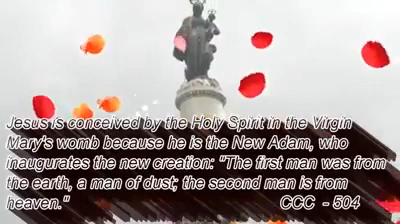 Jesus is conceived by the Holy Spirit in the Virgin
Mary's womb because he is the New Adam, who
inaugurates the new creation: "The first man was from
the earth, a man of dust; the second man is from
heaven." CCC - 504